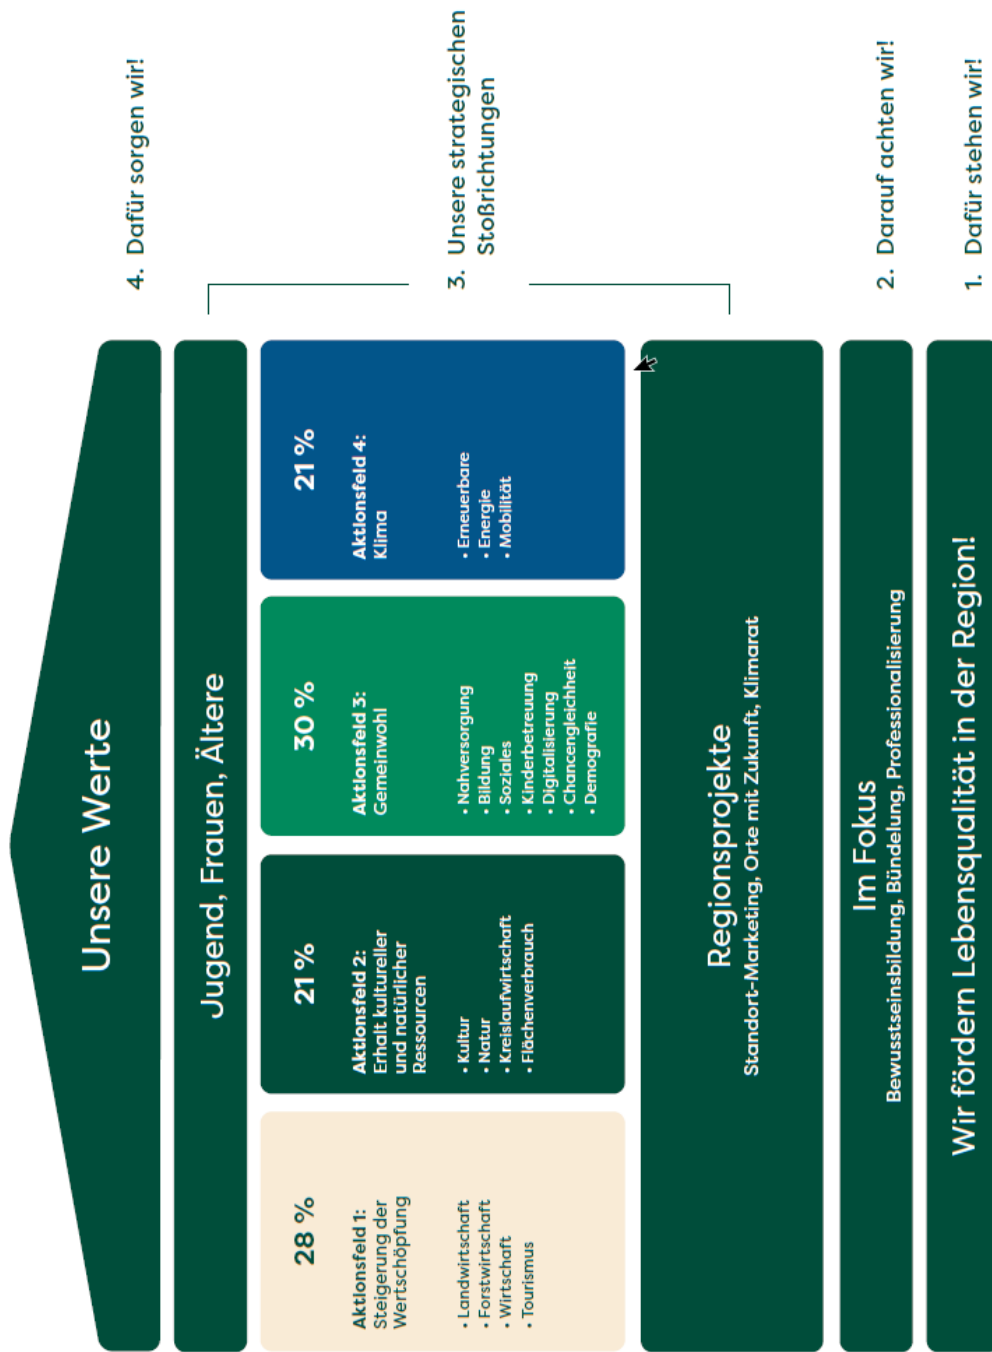 Unsere Werte
4. Dafür sorgen wir!
Jugend, Frauen, Ältere
28 %
Aktionsfeld 1:
Steigerung der
Wertschöpfung
• Landwirtschaft
• Forstwirtschaft
• Wirtschaft
• Tourismus
21 %
Aktionsfeld 2:
Erhalt kultureller
und natürlicher
Ressourcen
• Kultur
• Natur
• Kreislaufwirtschaft
• Flächenverbrauch
30 %
Aktionsfeld 3:
Gemeinwohl
• Nahversorgung
• Bildung
• Soziales
• Kinderbetreuung
• Digitalisierung
• Chancengleichheit
• Demografie
21 %
Aktionsfeld 4:
Klima
• Erneuerbare
• Energie
• Mobilität
3. Unsere strategischen
Stoßrichtungen
Regionsprojekte
Standort-Marketing, Orte mit Zukunft, Klimarat
Im Fokus
Bewusstseinsbildung, Bündelung, Professionalisierung
2. Darauf achten wir!
Wir fördern Lebensqualität in der Region!
1. Dafür stehen wir!